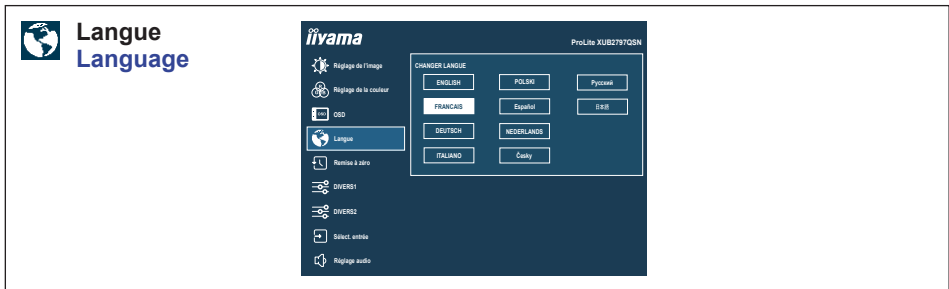 Langue
Language
iiyama
ProLite XUB2797QSN
Réglage de l'image
Réglage de la couleur
OSD
OSD
Langue
Remise à zéro
DIVERS1
DIVERS2
Sélect. entrée
Réglage audio
CHANGER LANGUE
ENGLISH
POLSKI
Русский
FRANCAIS
Español
日本語
DEUTSCH
NEDERLANDS
ITALIANO
Česky